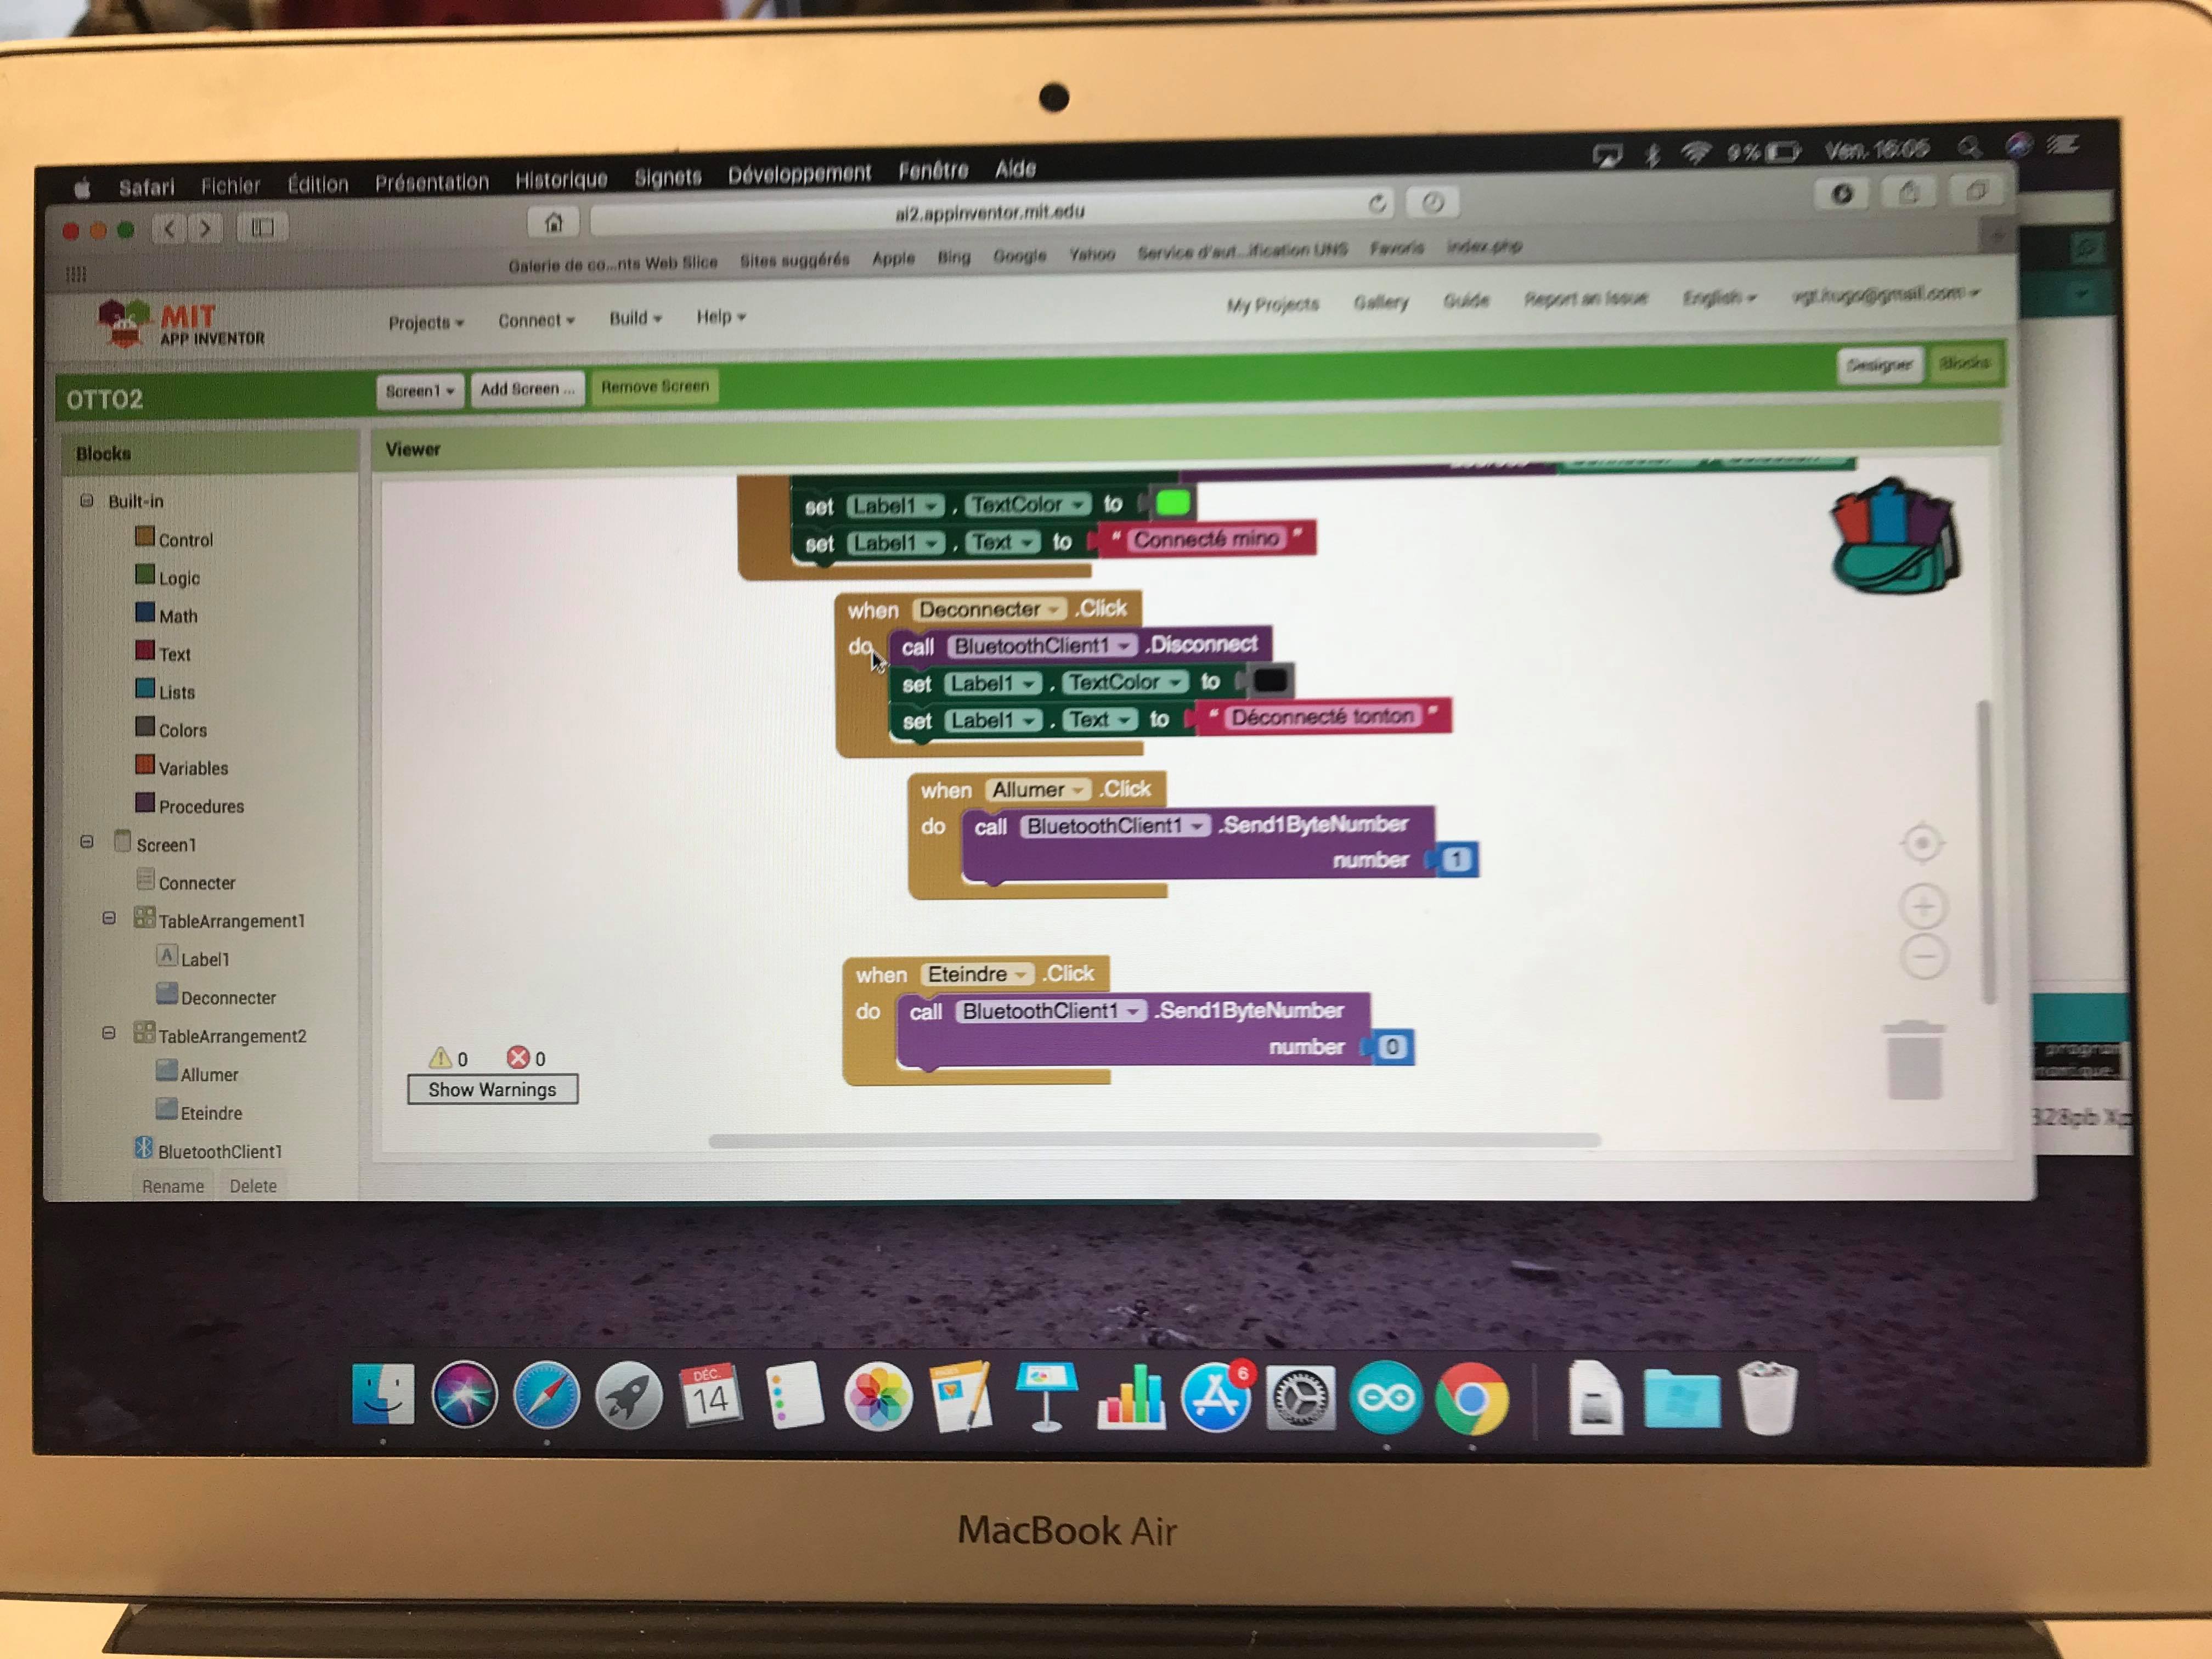 Safari Fichier Édition Présentation Historique Signets Développement Fenêtre Aide 9% Ven. 16:05
ai2.appinventor.mit.edu
Galerie de co...nts Web Slice Sites suggérés Apple Bing Google Yahoo Service d'aut...ification UNS Favoris index.php
MIT
APP INVENTOR
Projects Connect Build Help My Projects Gallery Guide Report an Issue English
OTTO2 Screen1 Add Screen ... Remove Screen Designer Blocks
Blocks Viewer
Built-in
Control
Logic
Math
Text
Lists
Colors
Variables
Procedures
Screen1
Connecter
TableArrangement1
Label1
Deconnecter
TableArrangement2
Allumer
Eteindre
BluetoothClient1
Rename Delete
set Label1 . TextColor to
set Label1 . Text to " Connecté mino "
when Deconnecter .Click
do call BluetoothClient1 .Disconnect
set Label1 . TextColor to
set Label1 . Text to " Déconnecté tonton "
when Allumer .Click
do call BluetoothClient1 .Send1ByteNumber
number 1
when Eteindre .Click
do call BluetoothClient1 .Send1ByteNumber
number 0
0 0
Show Warnings
328pb Xp
DÉC.
14
6
MacBook Air